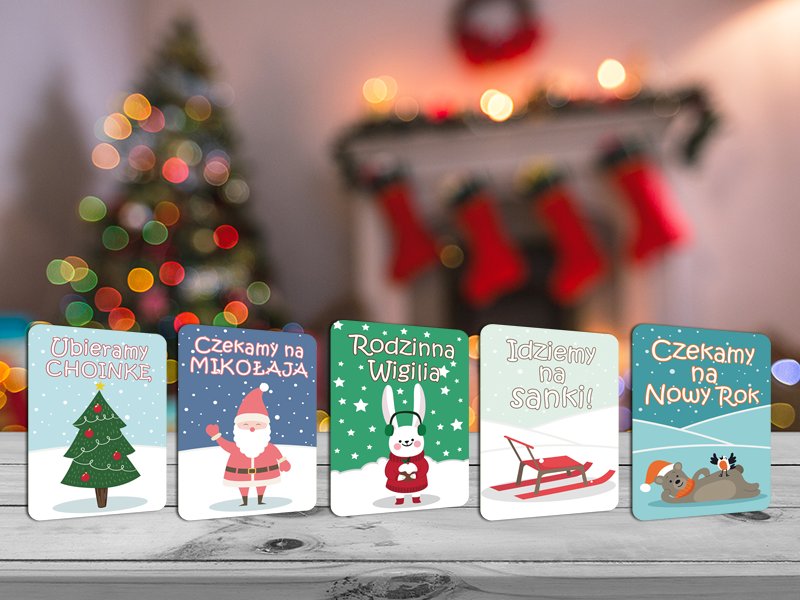 Ubieramy
CHOINKĘ
Czekamy na
MIKOŁAJA
Rodzinna
Wigilia
Idziemy
na
sanki!
Czekamy
na
Nowy Rok